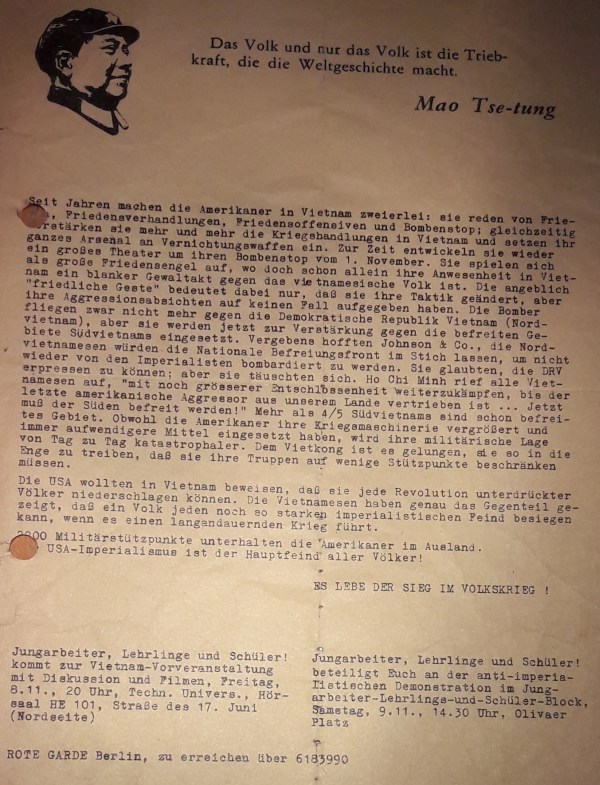 Das Volk und nur das Volk ist die Trieb-
kraft, die die Weltgeschichte macht.
Mao Tse-tung
Seit Jahren machen die Amerikaner in Vietnam zweierlei: sie reden von Frie-
Friedensverhandlungen, Friedensoffensiven und Bombenstop; gleichzeitig
verstärken sie mehr und mehr die Kriegshandlungen in Vietnam und setzen ihr
ganzes Arsenal an Vernichtungswaffen ein. Zur Zeit entwickeln sie wieder
ein großes Theater um ihren Bombenstop vom 1. November. Sie spielen sich
als große Friedensengel auf, wo doch schon allein ihre Anwesenheit in Viet-
nam ein blanker Gewaltakt gegen das vietnamesische Volk ist. Die angeblich
"friedliche Geste" bedeutet dabei nur, daß sie ihre Taktik geändert, aber
ihre Aggressionsabsichten auf keinen Fall aufgegeben haben. Die Bomber
fliegen zwar nicht mehr gegen die Demokratische Republik Vietnam (Nord-
vietnam), aber sie werden jetzt zur Verstärkung gegen die befreiten Ge-
biete Südvietnams eingesetzt. Vergebens hofften Johnson & Co., die Nord-
vietnamesen würden die Nationale Befreiungsfront im Stich lassen, um nicht
wieder von den Imperialisten bombardiert zu werden. Sie glaubten, die DRV
erpressen zu können; aber sie täuschten sich. Ho Chi Minh rief alle Viet-
namesen auf, "mit noch grösserer Entschlossenheit weiterzukämpfen, bis der
letzte amerikanische Aggressor aus unserem Lande vertrieben ist ... Jetzt
muß der Süden befreit werden!" Mehr als 4/5 Südvietnams sind schon befrei-
tes Gebiet. Obwohl die Amerikaner ihre Kriegsmaschinerie vergrößert und
immer aufwendigere Mittel eingesetzt haben, wird ihre militärische Lage
von Tag zu Tag katastrophaler. Dem Vietkong ist es gelungen, sie so in die
Enge zu treiben, daß sie ihre Truppen auf wenige Stützpunkte beschränken
müssen.
Die USA wollten in Vietnam beweisen, daß sie jede Revolution unterdrückter
Völker niederschlagen können. Die Vietnamesen haben genau das Gegenteil ge-
zeigt, daß ein Volk jeden noch so starken imperialistischen Feind besiegen
kann, wenn es einen langandauernden Krieg führt.
Militärstützpunkte unterhalten die Amerikaner im Ausland.
USA-Imperialismus ist der Hauptfeind aller Völker!
ES LEBE DER SIEG IM VOLKSKRIEG !
Jungarbeiter, Lehrlinge und Schüler!
kommt zur Vietnam-Vorveranstaltung
mit Diskussion und Filmen, Freitag,
8.11., 20 Uhr, Techn. Univers., Hör-
saal HE 101, Straße des 17. Juni
(Nordseite)
Jungarbeiter, Lehrlinge und Schüler!
beteiligt Euch an der anti-imperia-
listischen Demonstration im Jung-
arbeiter-Lehrlings-und-Schüler-Block,
Samstag, 9.11., 14.30 Uhr, Olivaer
Platz
ROTE GARDE Berlin, zu erreichen über 6183990